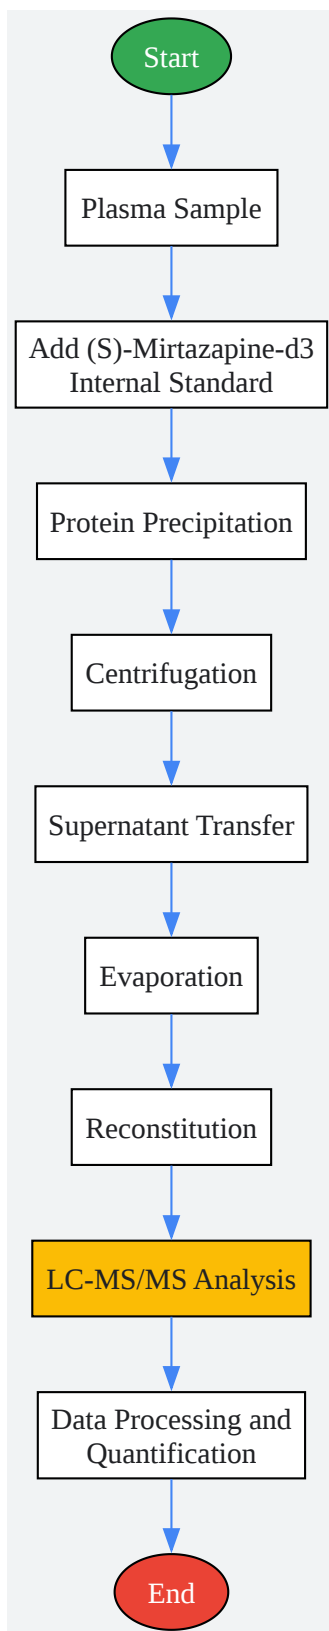 Start
Plasma Sample
Add (S)-Mirtazapine-d3
Internal Standard
Protein Precipitation
Centrifugation
Supernatant Transfer
Evaporation
Reconstitution
LC-MS/MS Analysis
Data Processing and
Quantification
End